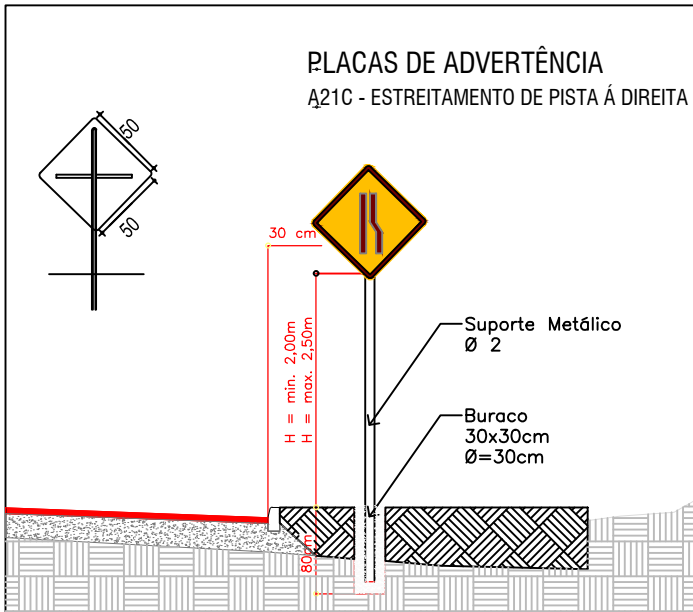 PLACAS DE ADVERTÊNCIA
A21C - ESTREITAMENTO DE PISTA Á DIREITA
50
50
30 cm
H = min. 2,00m
H = max. 2,50m
Suporte Metálico
Ø 2
Buraco
30x30cm
Ø=30cm
80cm